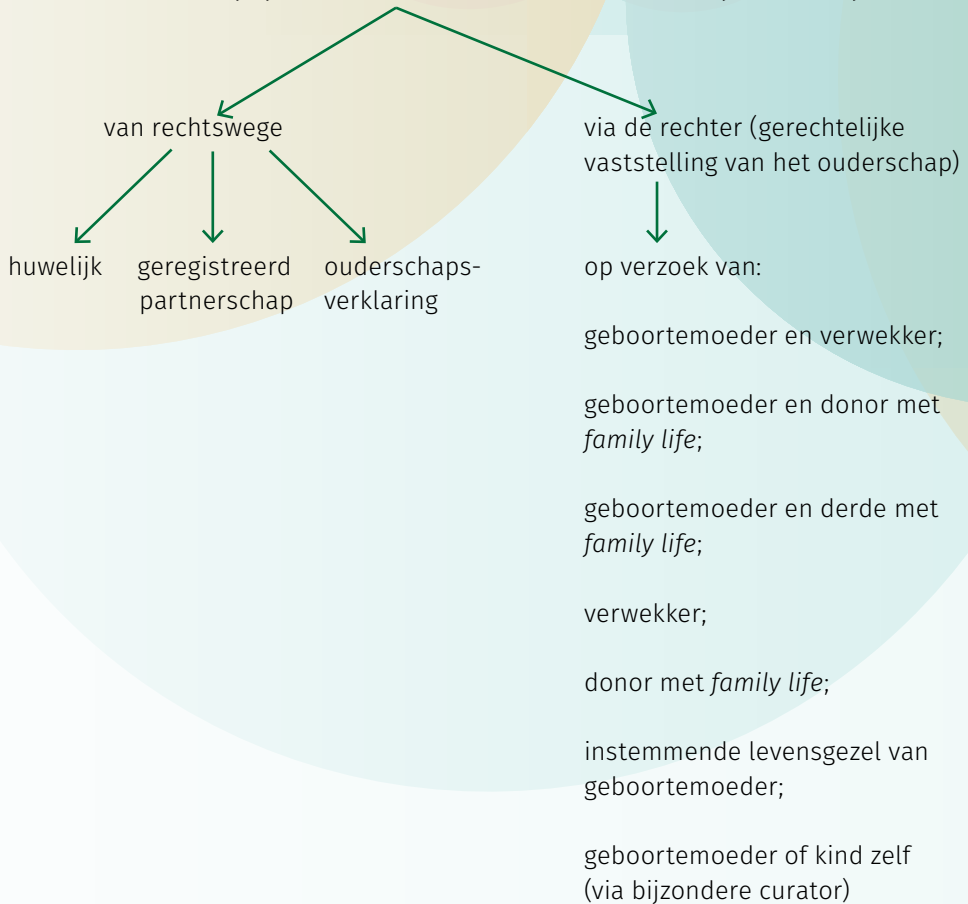 van rechtswege
huwelijk
geregistreerd
partnerschap
ouderschaps-
verklaring
via de rechter (gerechtelijke
vaststelling van het ouderschap)
op verzoek van:
geboortemoeder en verwekker;
geboortemoeder en donor met
family life;
geboortemoeder en derde met
family life;
verwekker;
donor met family life;
instemmende levensgezel van
geboortemoeder;
geboortemoeder of kind zelf
(via bijzondere curator)